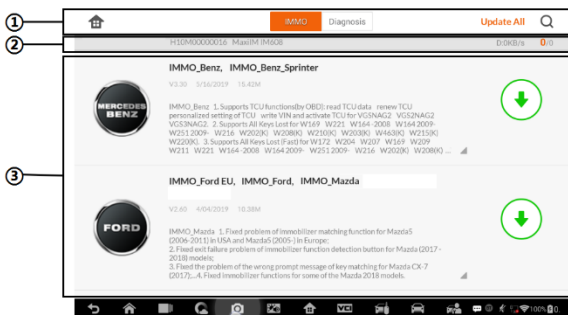 ①
IMMO Diagnosis Update All
②
H10M00000016 MaxiIM IM608 D:0KB/s 0/0
③
MERCEDES
BENZ
IMMO_Benz, IMMO_Benz_Sprinter
V3.30 5/16/2019 10.42M
IMMO_Benz 1. Supports TCU functions(by OBD): read TCU data renew TCU
personalized setting of TCU write VIN and activate TCU for VGSNAG2 VGS2NAG2
VGS3NAG2. 2. Supports All Keys Lost for W169 W221 W164-2008 W164 2009-
W251 2009- W216 W202(K) W208(K) W210(K) W203(K) W463(K) W215(K)
W220(K). 3. Supports All Keys Lost (Fast) for W172 W204 W207 W169 W209
W211 W221 W164-2008 W164 2009- W251 2009- W216 W202(K) W208(K) ...
FORD
IMMO_Ford EU, IMMO_Ford, IMMO_Mazda
V2.60 4/04/2019 10.38M
IMMO_Mazda 1. Fixed problem of immobilizer matching function for Mazda5
(2006-2011) in USA and Mazda5 (2005-) in Europe;
2. Fixed exit failure problem of immobilizer function detection button for Mazda (2017-
2018) models;
3. Fixed the problem of the wrong prompt message of key matching for Mazda CX-7
(2017);...4. Fixed immobilizer functions for some of the Mazda 2018 models.
VCI 100%